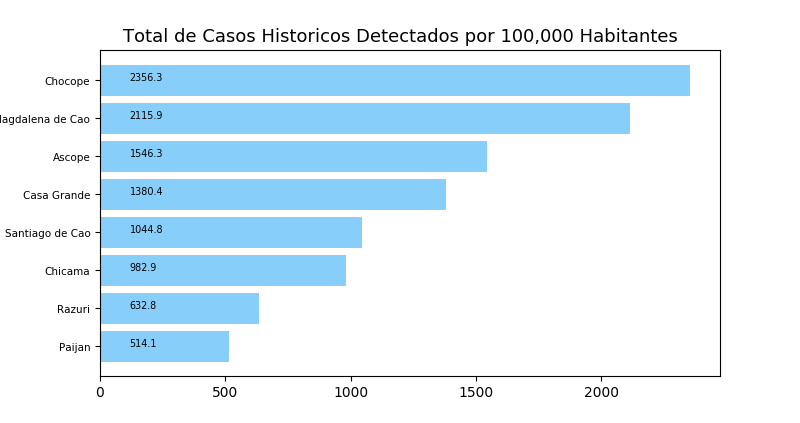 Total de Casos Historicos Detectados por 100,000 Habitantes
Chocope 2356.3
agdalena de Cao 2115.9
Ascope 1546.3
Casa Grande 1380.4
Santiago de Cao 1044.8
Chicama 982.9
Razuri 632.8
Paijan 514.1
0 500 1000 1500 2000